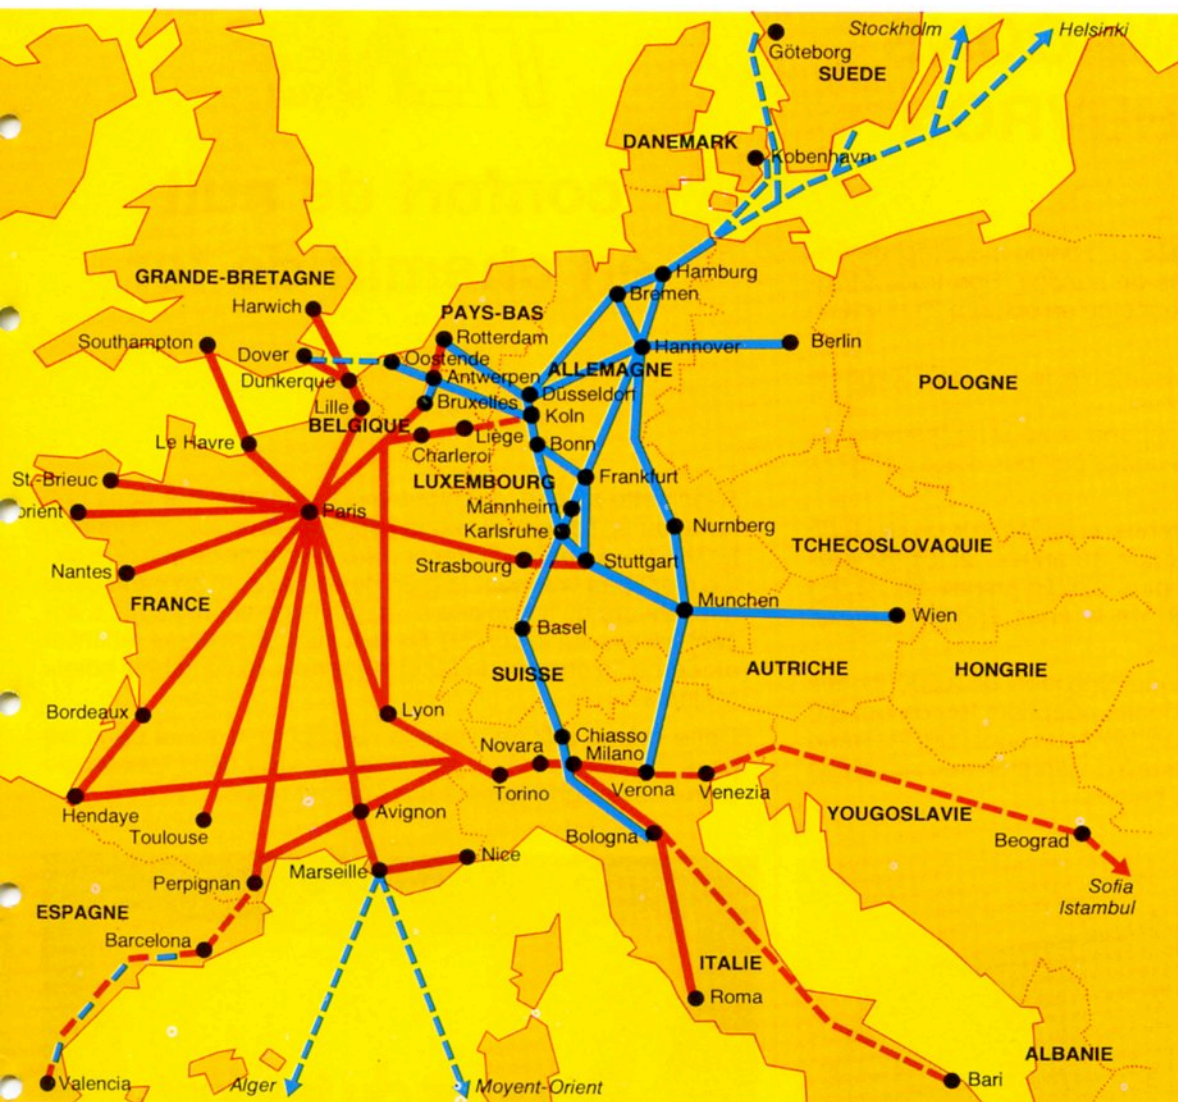 Stockholm
Helsinki
Göteborg
SUEDE
DANEMARK
Kobenhavn
GRANDE-BRETAGNE
Hamburg
Bremen
Harwich
PAYS-BAS
Rotterdam
Southampton
Dover
Oostende
Hannover
Berlin
ALLEMAGNE
Dunkerque
Antwerpen
POLOGNE
Düsseldorf
Lille
Bruxelles
Koln
BELGIQUE
Liège
Le Havre
Bonn
Charleroi
St.-Brieuc
LUXEMBOURG
Frankfurt
orient
Paris
Mannheim
Karlsruhe
Nurnberg
TCHECOSLOVAQUIE
Strasbourg
Stuttgart
Nantes
FRANCE
Munchen
Wien
Basel
SUISSE
AUTRICHE
HONGRIE
Bordeaux
Lyon
Chiasso
Novara
Milano
Torino
Verona
Venezia
Hendaye
Avignon
YOUGOSLAVIE
Toulouse
Bologna
Beograd
Nice
Marseille
Perpignan
Sofia
Istambul
ESPAGNE
Barcelona
ITALIE
Roma
ALBANIE
Valencia
Alger
Moyent-Orient
Bari